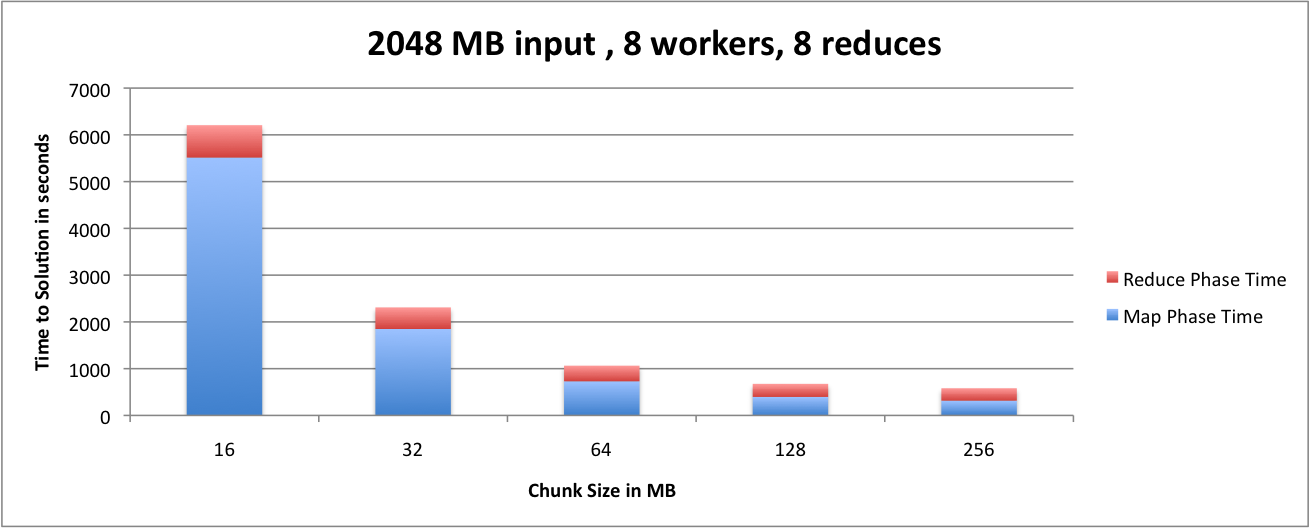 2048 MB input , 8 workers, 8 reduces
Time to Solution in seconds
7000
6000
5000
4000
3000
2000
1000
0
16
32
64
128
256
Chunk Size in MB
Reduce Phase Time
Map Phase Time